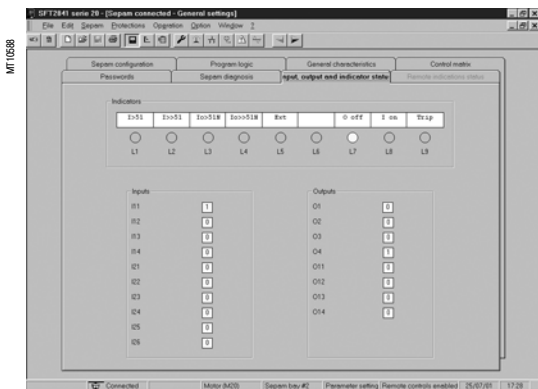 MT10588
SFT2841 serie 20 - [Sepam connected - General settings]
File Edit Sepam Protections Operation Option Window ?
Sepam configuration Program logic General characteristics Control matrix
Passwords Sepam diagnosis Input, output and indicator status Remote indications status
Indicators
I>51 I>>51 Io>51N Io>>51N Ext 0 off I on Trip
L1 L2 L3 L4 L5 L6 L7 L8 L9
Inputs Outputs
I11 1 O1 0
I12 0 O2 0
I13 0 O3 0
I14 0 O4 1
I21 0 O11 0
I22 0 O12 0
I23 0 O13 0
I24 0 O14 0
I25 0
I26 0
Connected Motor (M20) Sepam bay #2 Parameter setting Remote controls enabled 25/07/01 17:29